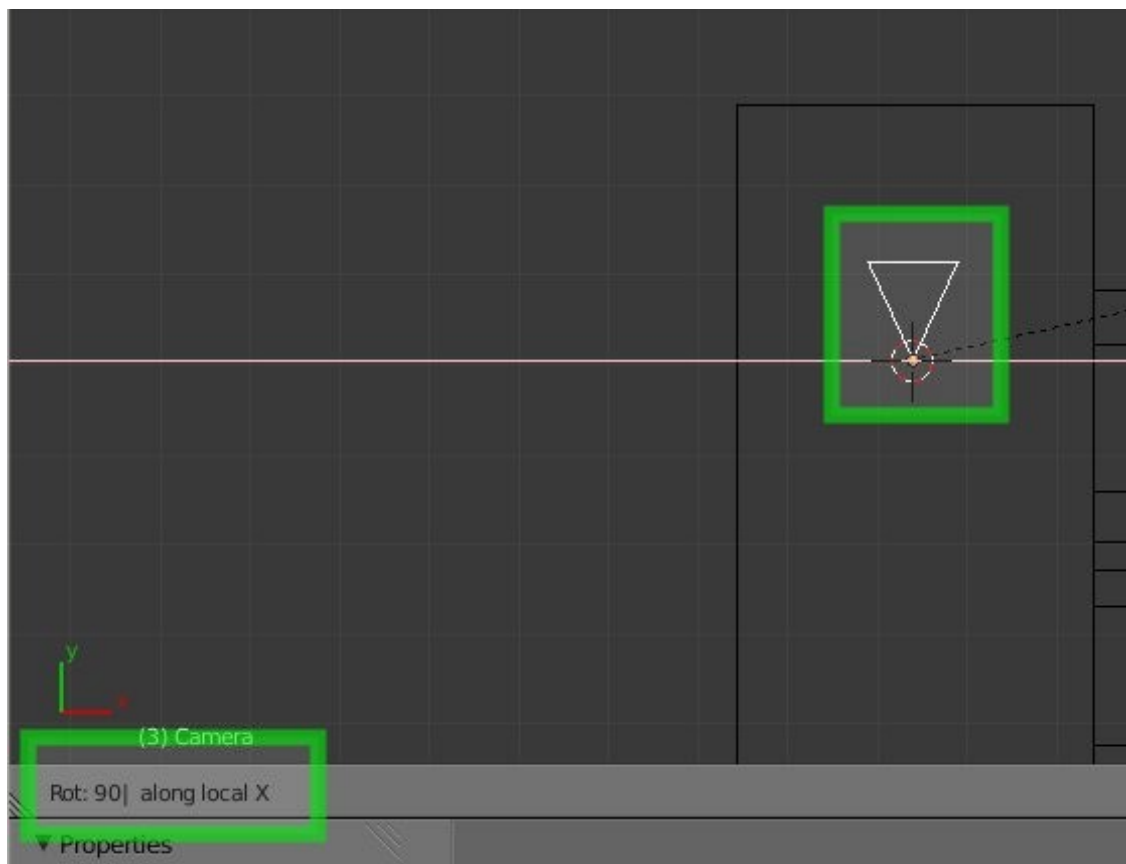 y
x
(3) Camera
Rot: 90| along local X
▼ Properties